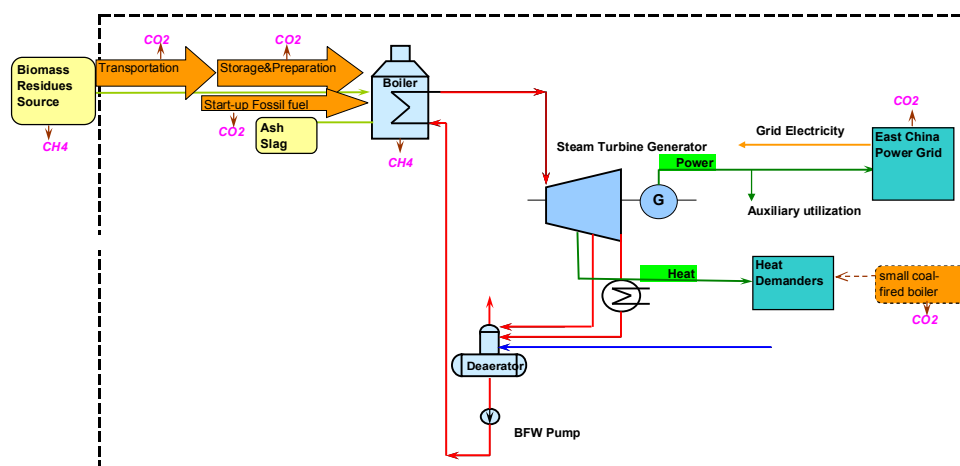 CO2
CO2
CO2
Biomass
Residues
Source
Transportation
Storage&Preparation
Boiler
Start-up Fossil fuel
CO2
Ash
Slag
CH4
CH4
Grid Electricity
East China
Power Grid
Steam Turbine Generator
Power
G
Auxiliary utilization
Heat
Heat
Demanders
small coal-
fired boiler
CO2
Deaerator
BFW Pump